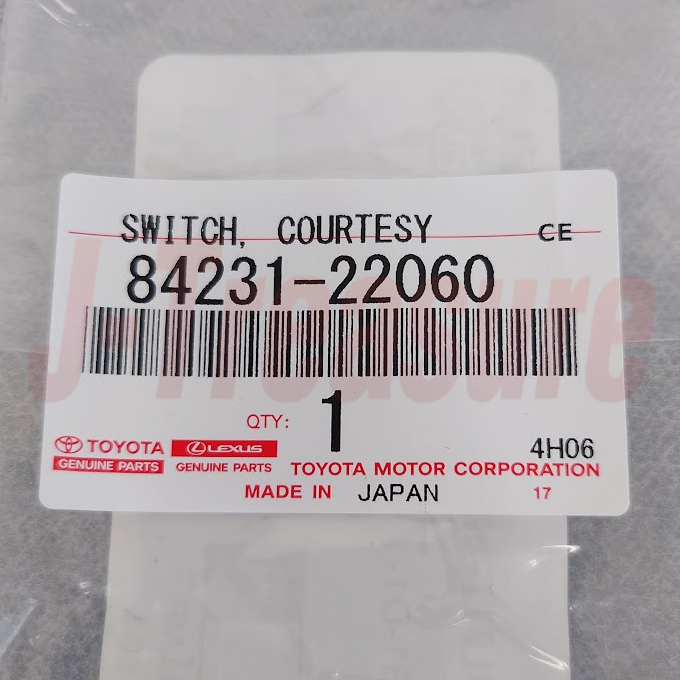 SWITCH, COURTESY CE
84231-22060
J-Treasure
QTY: 1
4H06
TOYOTA LEXUS
GENUINE PARTS GENUINE PARTS TOYOTA MOTOR CORPORATION
MADE IN JAPAN 17